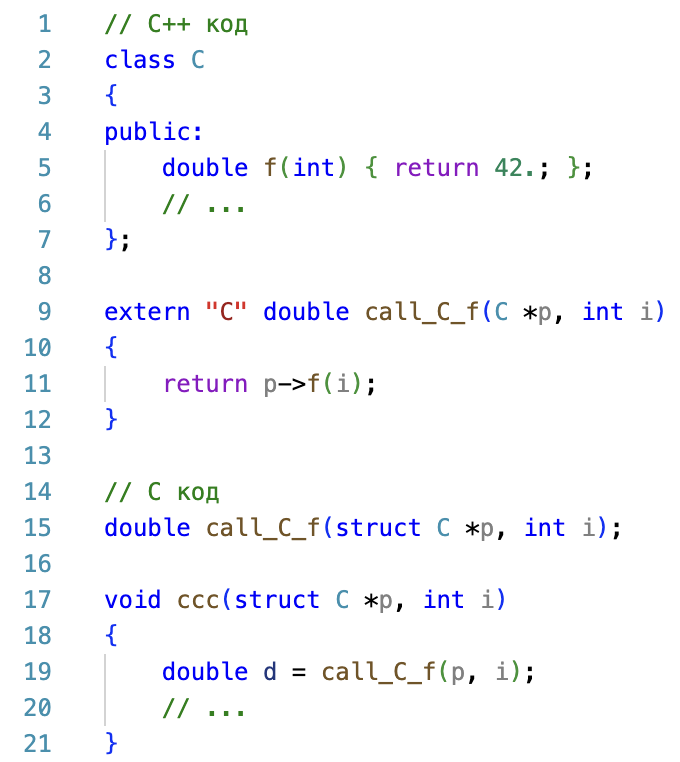 1 // C++ код
2 class C
3 {
4 public:
5 double f(int) { return 42.; };
6 // ...
7 };
8
9 extern "C" double call_C_f(C *p, int i)
10 {
11 return p->f(i);
12 }
13
14 // C код
15 double call_C_f(struct C *p, int i);
16
17 void ccc(struct C *p, int i)
18 {
19 double d = call_C_f(p, i);
20 // ...
21 }